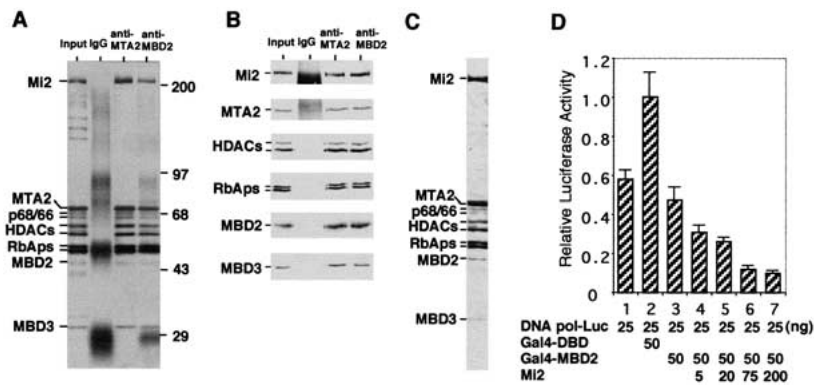 A
Input IgG anti-MTA2 anti-MBD2
Mi2
MTA2
p68/66
HDACs
RbAps
MBD2
MBD3
200
97
68
43
29
B
Input IgG anti-MTA2 anti-MBD2
Mi2
MTA2
HDACs
RbAps
MBD2
MBD3
C
Mi2
MTA2
p68/66
HDACs
RbAps
MBD2
MBD3
D
Relative Luciferase Activity
1.2
1.0
0.8
0.6
0.4
0.2
0
1 2 3 4 5 6 7
DNA pol-Luc 25 25 25 25 25 25 25 (ng)
Gal4-DBD 50
Gal4-MBD2 50 50 50 50 50
Mi2 5 20 75 200